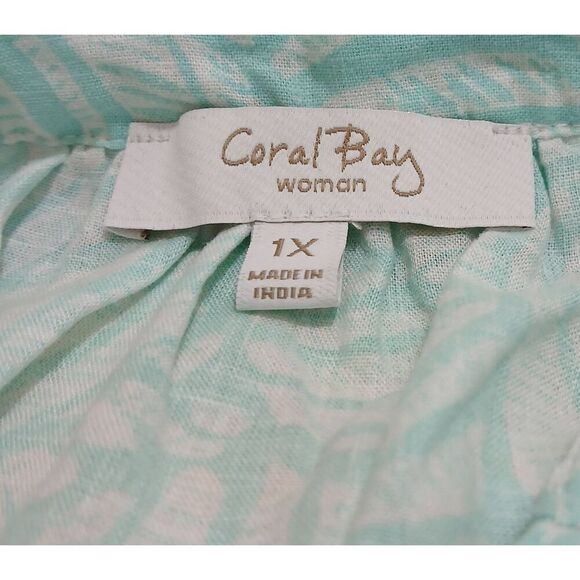 Coral Bay
woman
1X
MADE IN
INDIA